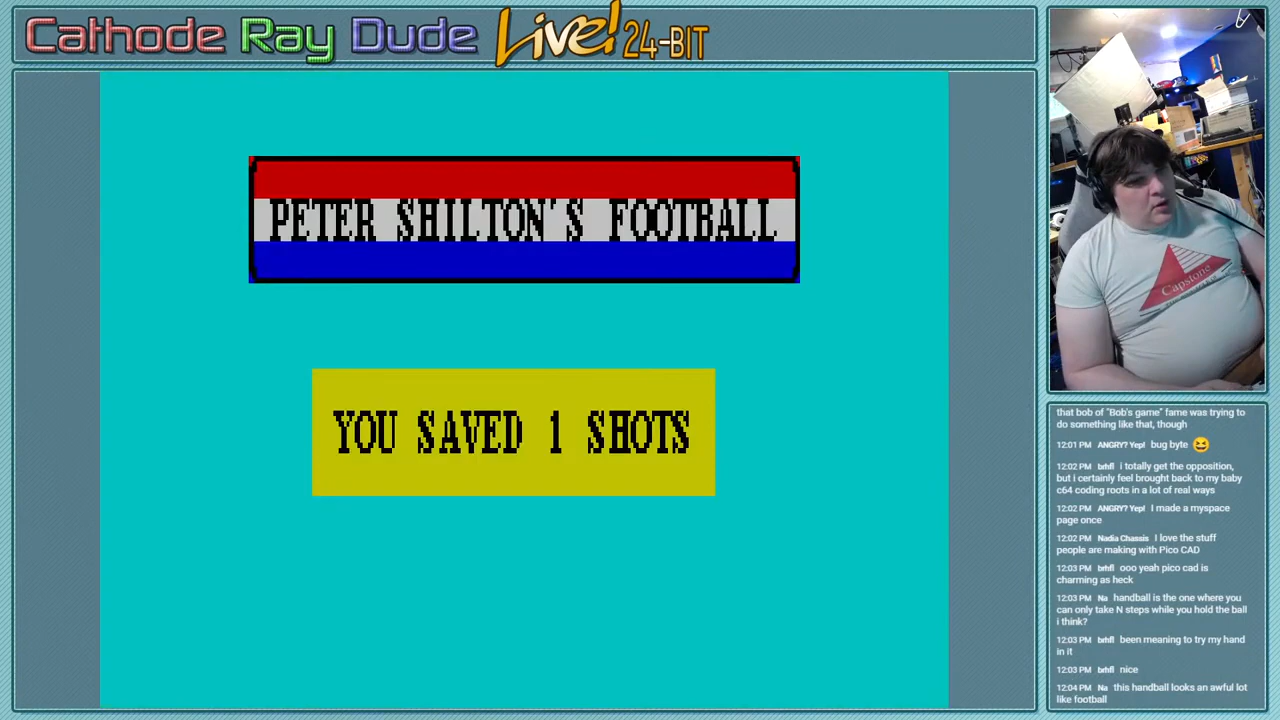 Cathode Ray Dude Live! 24-BIT
PETER SHILTON'S FOOTBALL
YOU SAVED 1 SHOTS
Capstone
that bob of "Bob's game" fame was trying to
do something like that, though
12:01 PM ANGRY? Yep! bug byte
12:02 PM brhfl i totally get the opposition,
but i certainly feel brought back to my baby
c64 coding roots in a lot of real ways
12:02 PM ANGRY? Yep! I made a myspace
page once
12:02 PM Nadia Chassis I love the stuff
people are making with Pico CAD
12:03 PM brhfl ooo yeah pico cad is
charming as heck
12:03 PM Na handball is the one where you
can only take N steps while you hold the ball
i think?
12:03 PM brhfl been meaning to try my hand
in it
12:03 PM brhfl nice
12:04 PM Na this handball looks an awful lot
like football